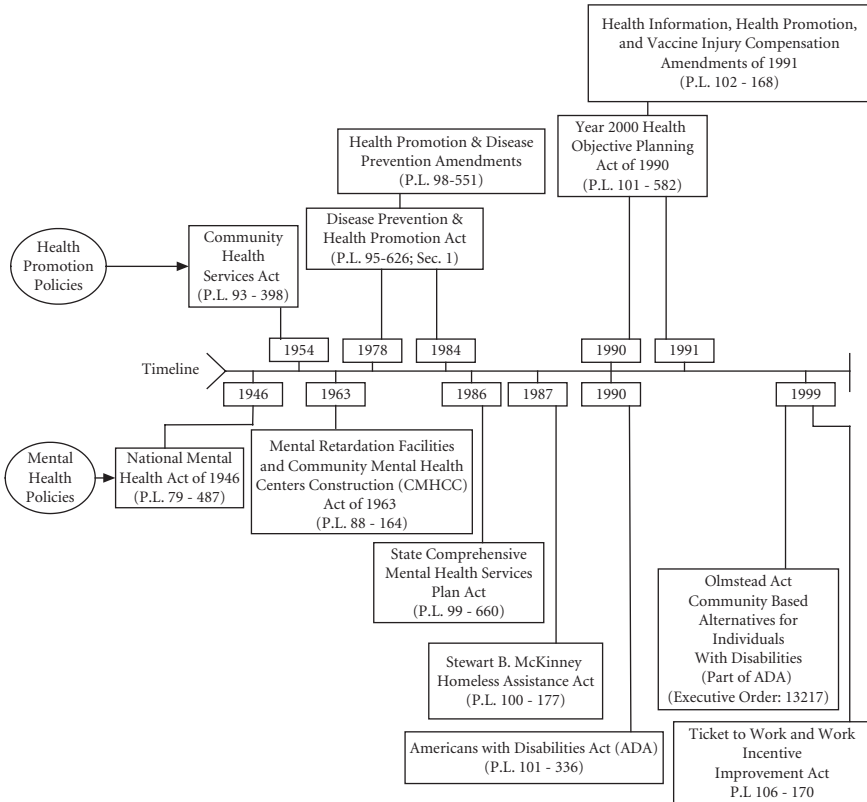 Health Information, Health Promotion,
and Vaccine Injury Compensation
Amendments of 1991
(P.L. 102 - 168)
Health Promotion & Disease
Prevention Amendments
(P.L. 98-551)
Year 2000 Health
Objective Planning
Act of 1990
(P.L. 101 - 582)
Health
Promotion
Policies
Community
Health
Services Act
(P.L. 93 - 398)
Disease Prevention &
Health Promotion Act
(P.L. 95-626; Sec. 1)
1954
1978
1984
1990
1991
Timeline
1946
1963
1986
1987
1990
1999
Mental
Health
Policies
National Mental
Health Act of 1946
(P.L. 79 - 487)
Mental Retardation Facilities
and Community Mental Health
Centers Construction (CMHCC)
Act of 1963
(P.L. 88 - 164)
State Comprehensive
Mental Health Services
Plan Act
(P.L. 99 - 660)
Stewart B. McKinney
Homeless Assistance Act
(P.L. 100 - 177)
Americans with Disabilities Act (ADA)
(P.L. 101 - 336)
Olmstead Act
Community Based
Alternatives for
Individuals
With Disabilities
(Part of ADA)
(Executive Order: 13217)
Ticket to Work and Work
Incentive
Improvement Act
P.L 106 - 170